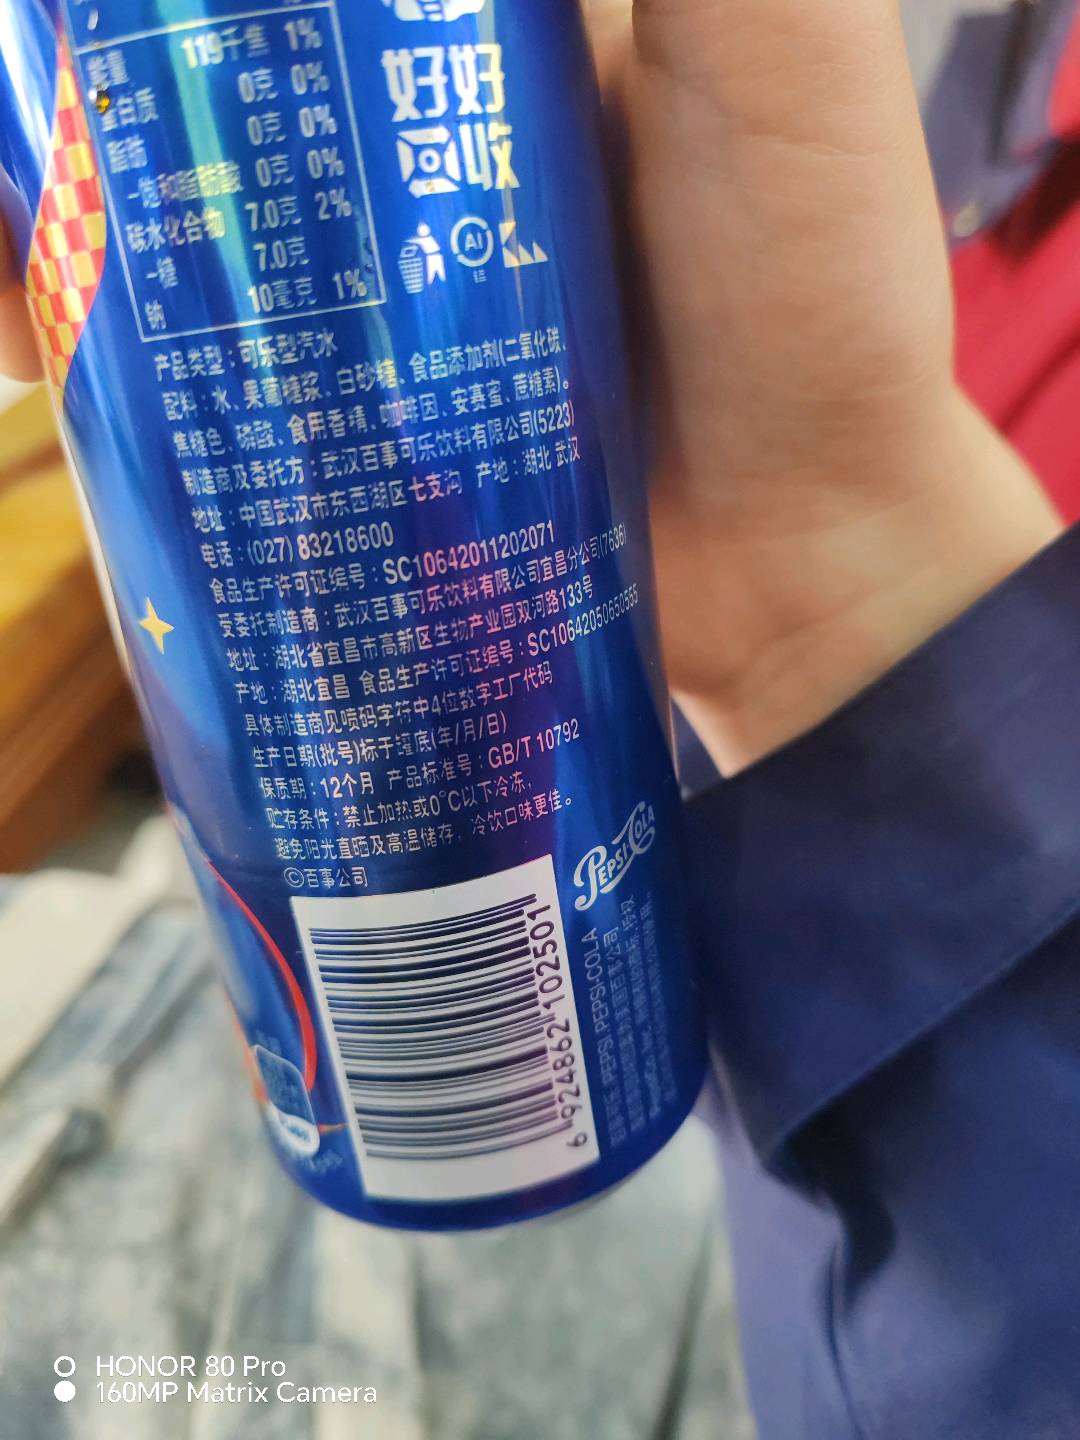 能量 119千焦 1%
蛋白质 0克 0%
脂肪 0克 0%
-饱和脂肪酸 0克 0%
碳水化合物 7.0克 2%
-糖 7.0克
钠 10毫克 1%
好好
回收
Al
产品类型：可乐型汽水
配料：水、果葡糖浆、白砂糖、食品添加剂(二氧化碳、
焦糖色、磷酸、食用香精、咖啡因、安赛蜜、蔗糖素)。
制造商及委托方：武汉百事可乐饮料有限公司(5223)
地址：中国武汉市东西湖区七支沟 产地：湖北 武汉
电话：(027) 83218600
食品生产许可证编号：SC10642011202071
受委托制造商：武汉百事可乐饮料有限公司宜昌分公司(7636)
地址：湖北省宜昌市高新区生物产业园双河路133号
产地：湖北宜昌 食品生产许可证编号：SC10642050650555
具体制造商见喷码字符中4位数字工厂代码
生产日期(批号)标于罐底(年/月/日)
保质期：12个月 产品标准号：GB/T 10792
贮存条件：禁止加热或0°C以下冷冻，
避免阳光直晒及高温储存，冷饮口味更佳。
©百事公司
6 924862 102501
PEPSI-COLA
PEPSI, PEPSI-COLA
HONOR 80 Pro
160MP Matrix Camera